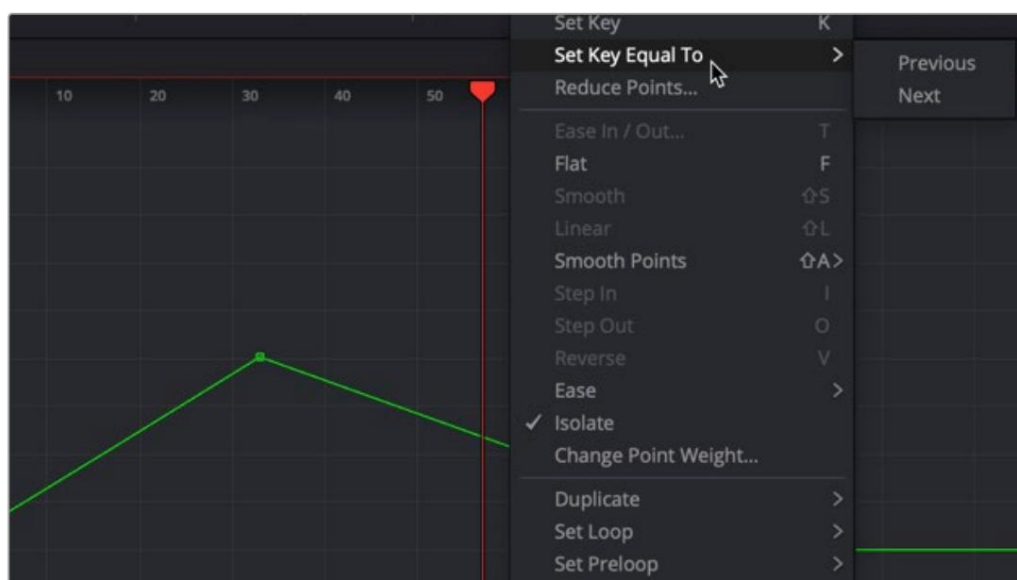 Set Key K
Set Key Equal To >
Previous
Next
Reduce Points...
10 20 30 40 50
Ease In / Out... T
Flat F
Smooth ⇧S
Linear ⇧L
Smooth Points ⇧A>
Step In I
Step Out O
Reverse V
Ease >
✓ Isolate
Change Point Weight...
Duplicate >
Set Loop >
Set Preloop >